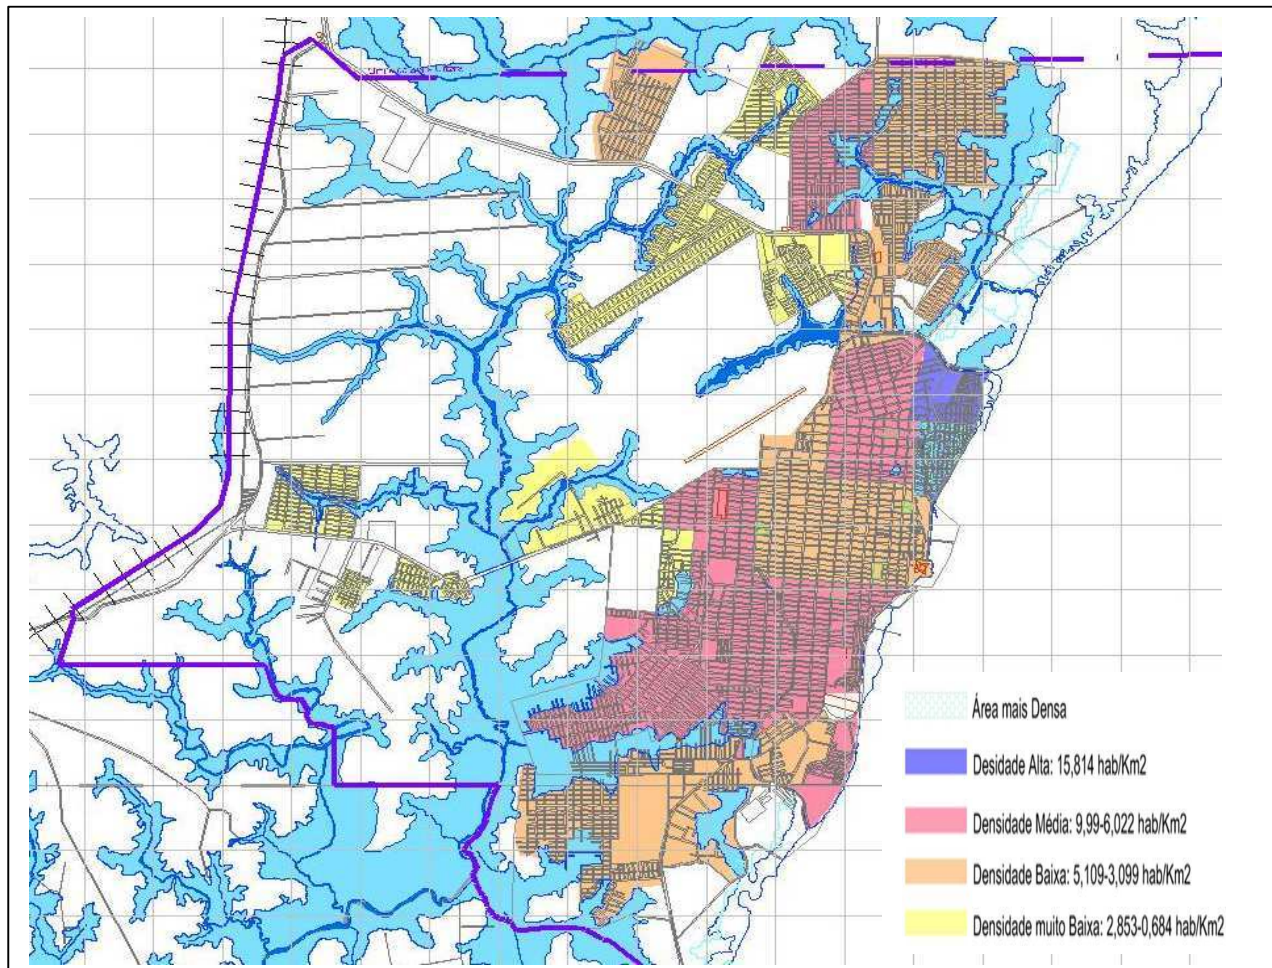 Área mais Densa
Desidade Alta: 15,814 hab/Km2
Densidade Média: 9,99-6,022 hab/Km2
Densidade Baixa: 5,109-3,099 hab/Km2
Densidade muito Baixa: 2,853-0,684 hab/Km2